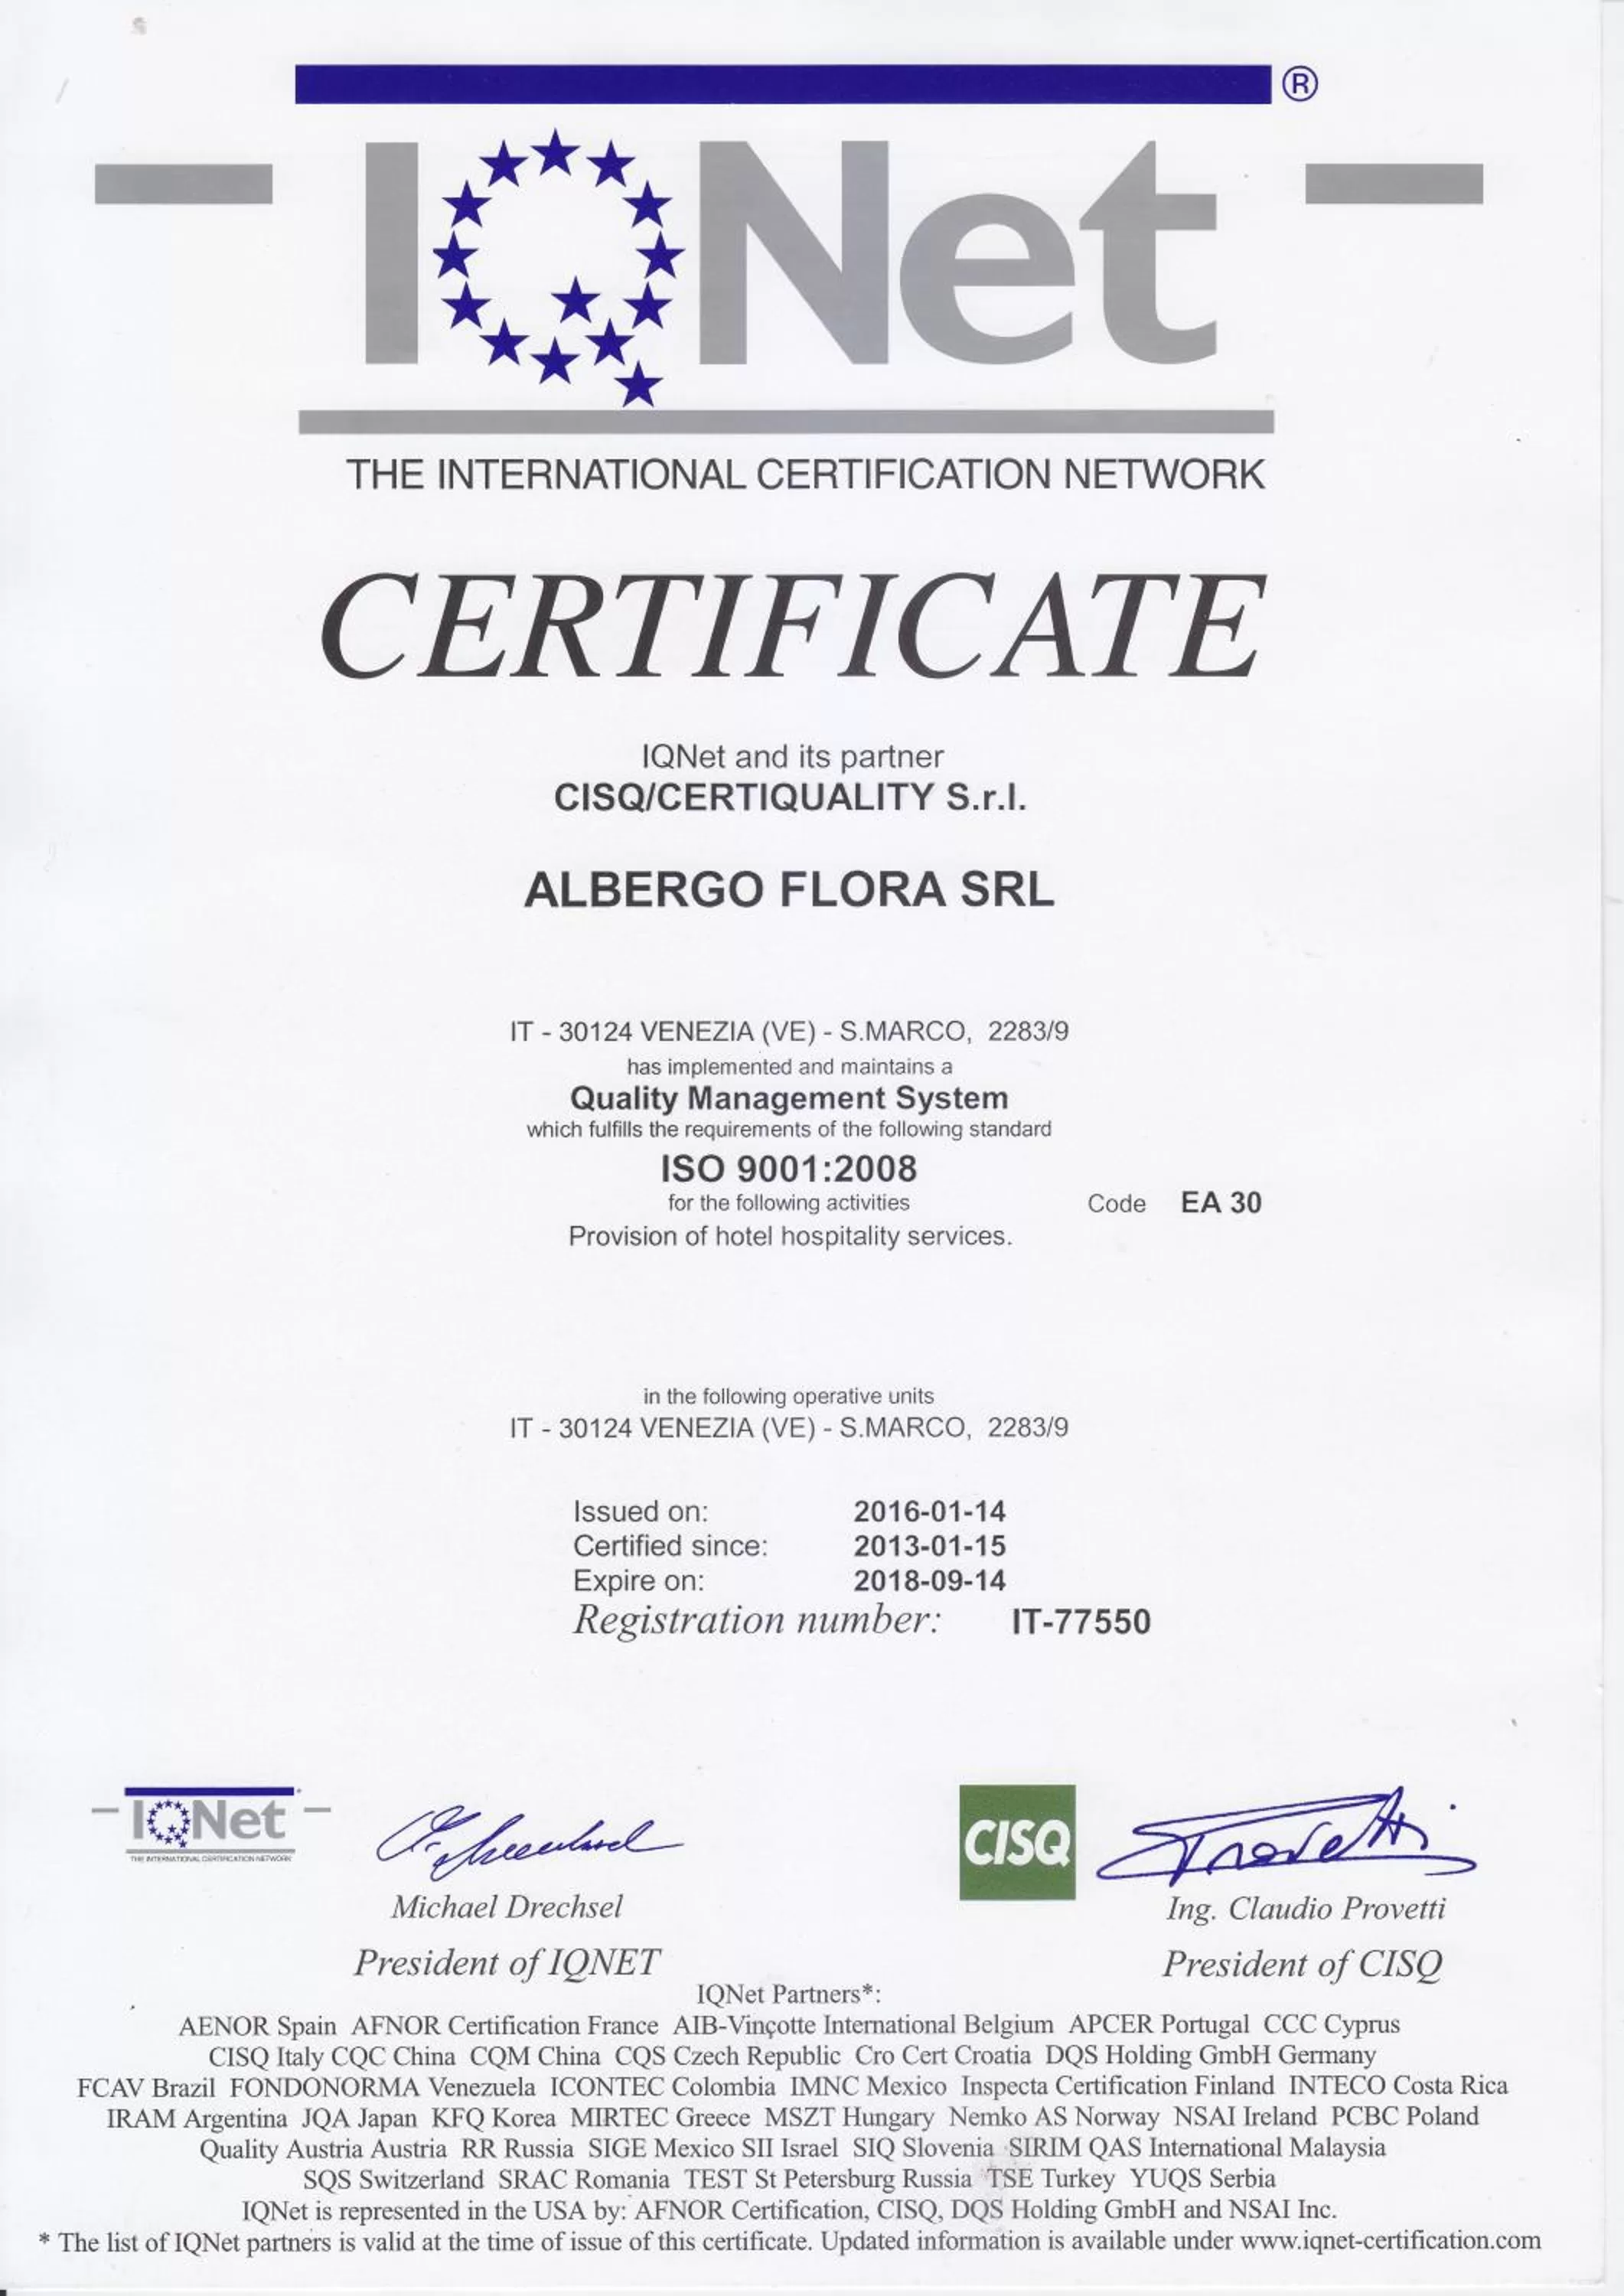 ®
IQNet
THE INTERNATIONAL CERTIFICATION NETWORK
CERTIFICATE
IQNet and its partner
CISQ/CERTIQUALITY S.r.l.
ALBERGO FLORA SRL
IT - 30124 VENEZIA (VE) - S.MARCO, 2283/9
has implemented and maintains a
Quality Management System
which fulfills the requirements of the following standard
ISO 9001:2008
for the following activities
Code EA 30
Provision of hotel hospitality services.
in the following operative units
IT - 30124 VENEZIA (VE) - S.MARCO, 2283/9
Issued on: 2016-01-14
Certified since: 2013-01-15
Expire on: 2018-09-14
Registration number: IT-77550
IQNet
THE INTERNATIONAL CERTIFICATION NETWORK
CISQ
Michael Drechsel
Ing. Claudio Provetti
President of IQNET
President of CISQ
IQNet Partners*:
AENOR Spain AFNOR Certification France AIB-Vinçotte International Belgium APCER Portugal CCC Cyprus
CISQ Italy CQC China CQM China CQS Czech Republic Cro Cert Croatia DQS Holding GmbH Germany
FCAV Brazil FONDONORMA Venezuela ICONTEC Colombia IMNC Mexico Inspecta Certification Finland INTECO Costa Rica
IRAM Argentina JQA Japan KFQ Korea MIRTEC Greece MSZT Hungary Nemko AS Norway NSAI Ireland PCBC Poland
Quality Austria Austria RR Russia SIGE Mexico SII Israel SIQ Slovenia SIRIM QAS International Malaysia
SQS Switzerland SRAC Romania TEST St Petersburg Russia TSE Turkey YUQS Serbia
IQNet is represented in the USA by: AFNOR Certification, CISQ, DQS Holding GmbH and NSAI Inc.
* The list of IQNet partners is valid at the time of issue of this certificate. Updated information is available under www.iqnet-certification.com